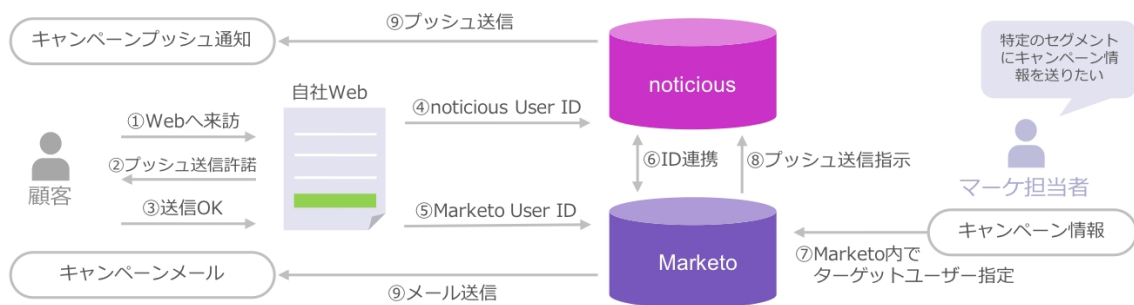 ⑨プッシュ送信
キャンペーンプッシュ通知
特定のセグメント
にキャンペーン情
報を送りたい
noticious
自社Web
①Webへ来訪
④noticious User ID
②プッシュ送信許諾
⑥ID連携
⑧プッシュ送信指示
顧客
マーケ担当者
③送信OK
⑤Marketo User ID
キャンペーン情報
Marketo
⑦Marketo内で
ターゲットユーザー指定
キャンペーンメール
⑨メール送信